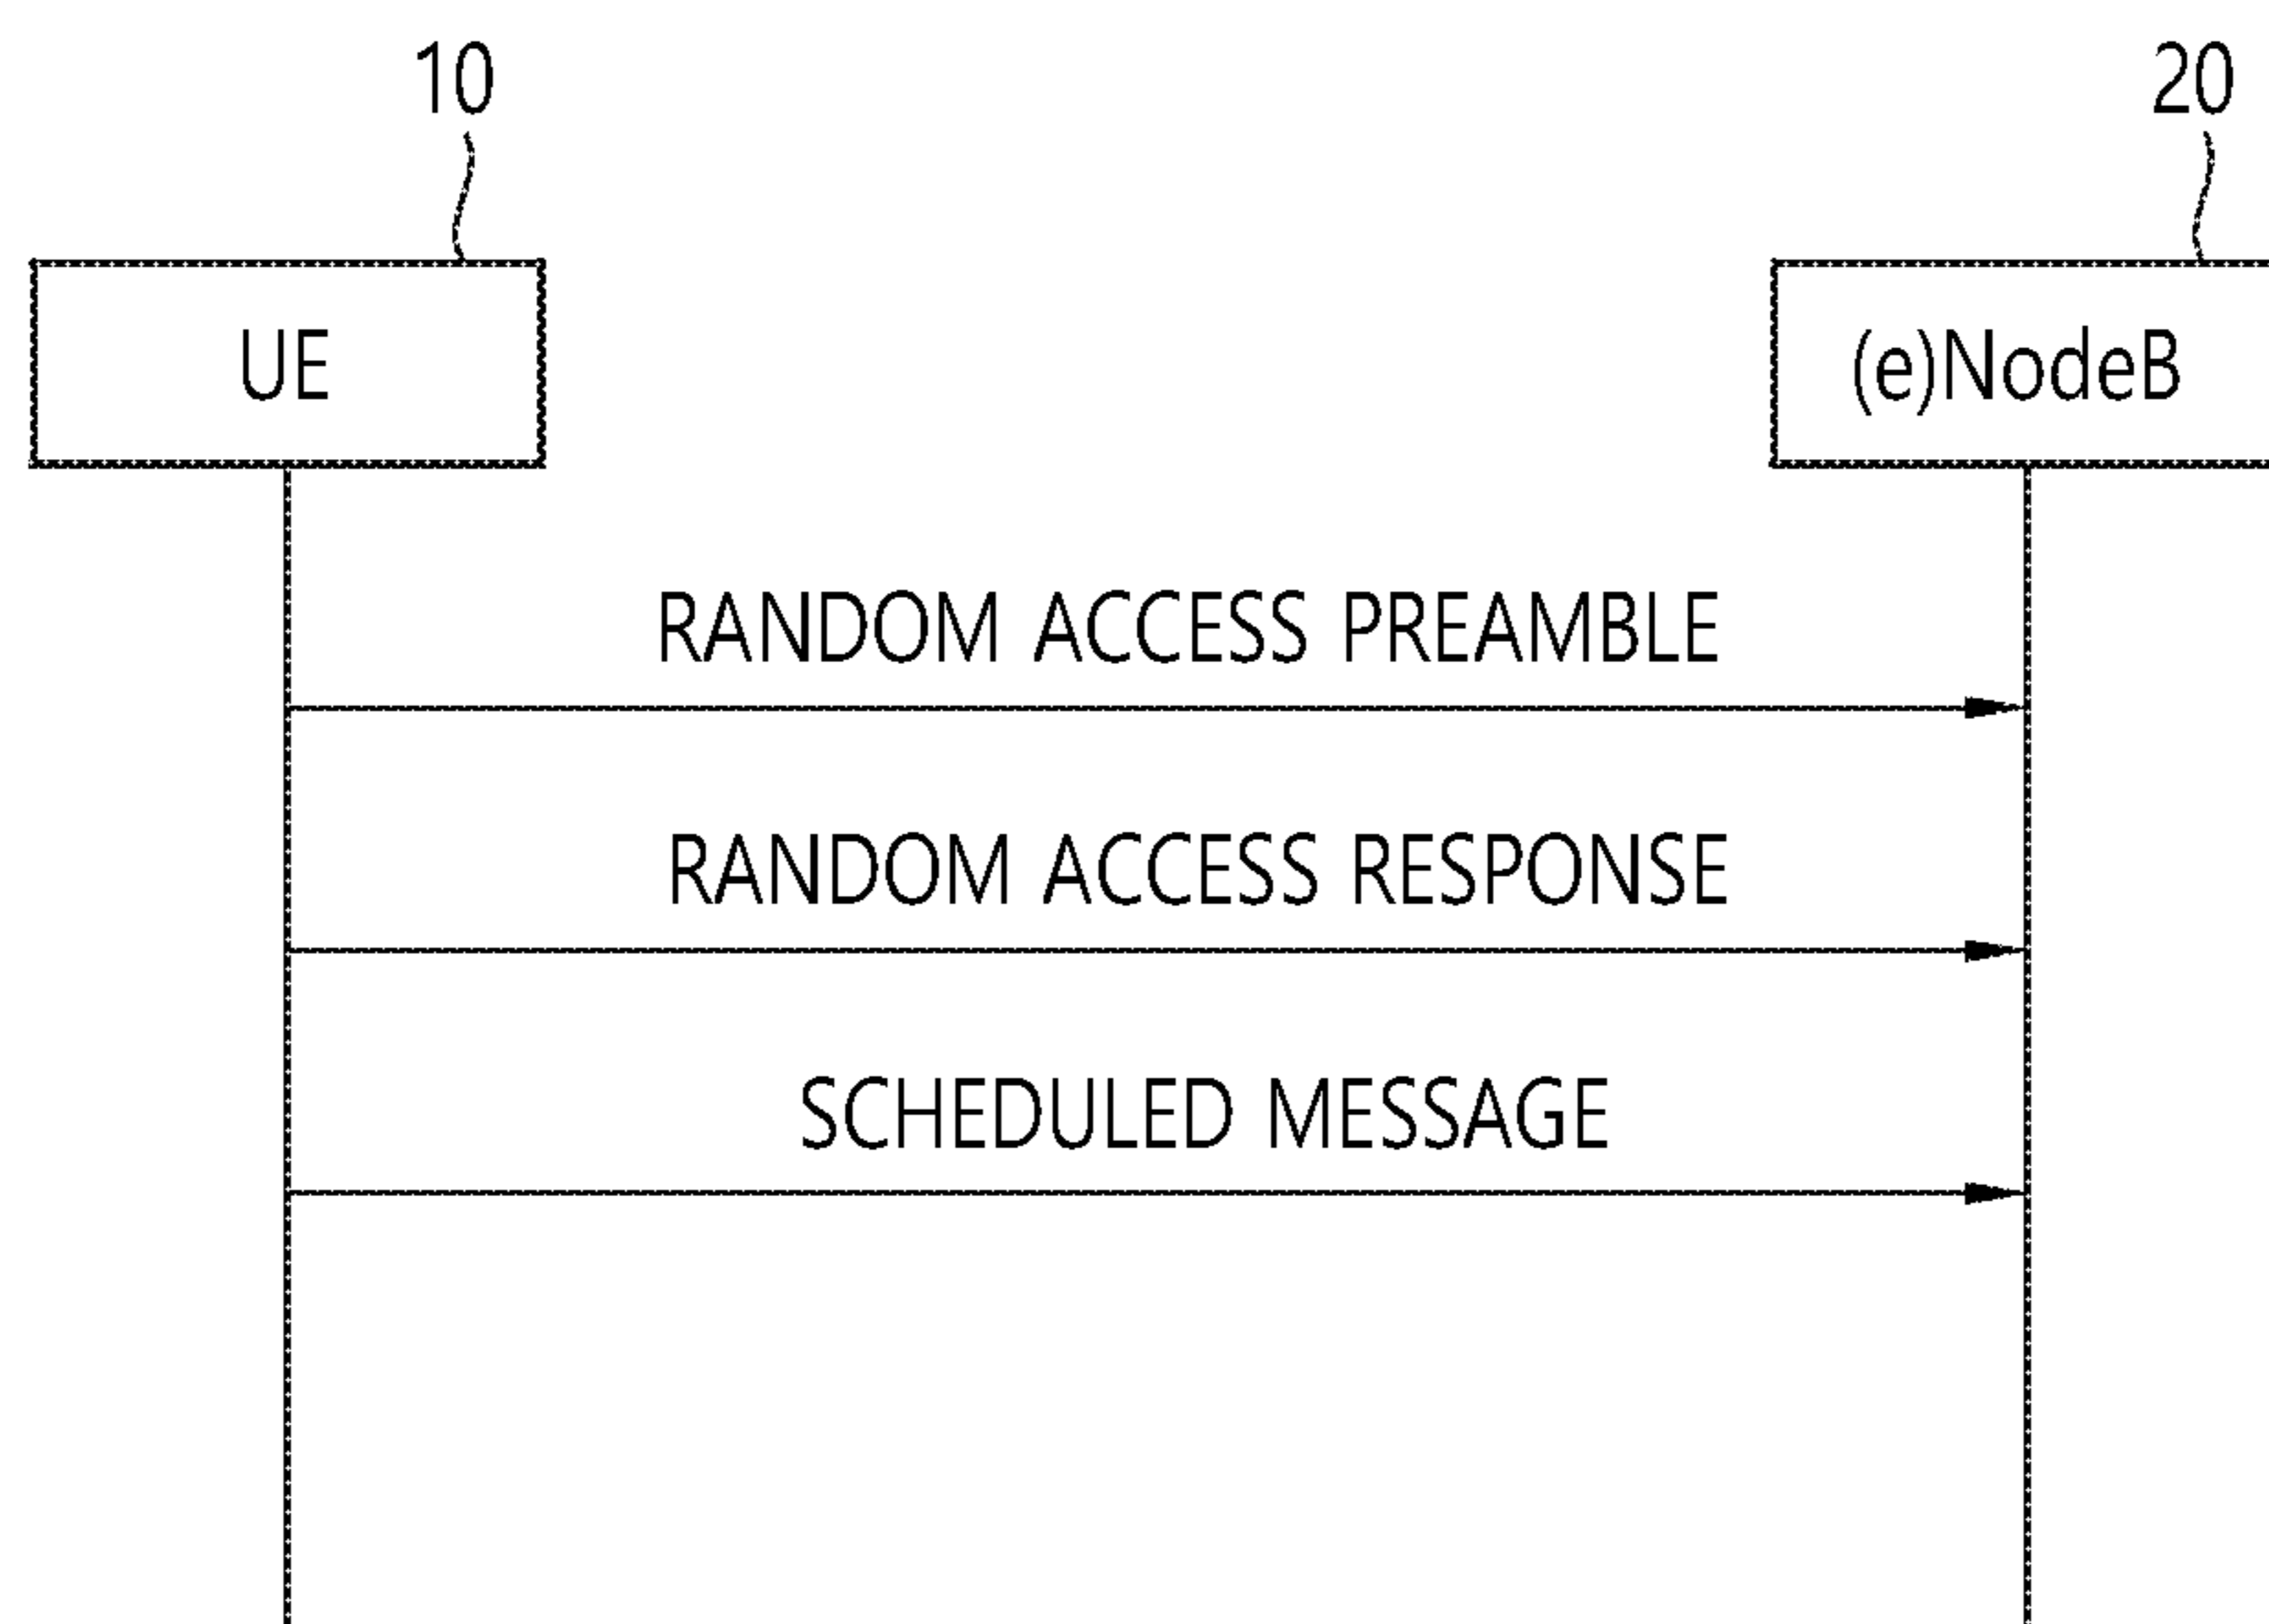 10
20
UE
(e)NodeB
RANDOM ACCESS PREAMBLE
RANDOM ACCESS RESPONSE
SCHEDULED MESSAGE